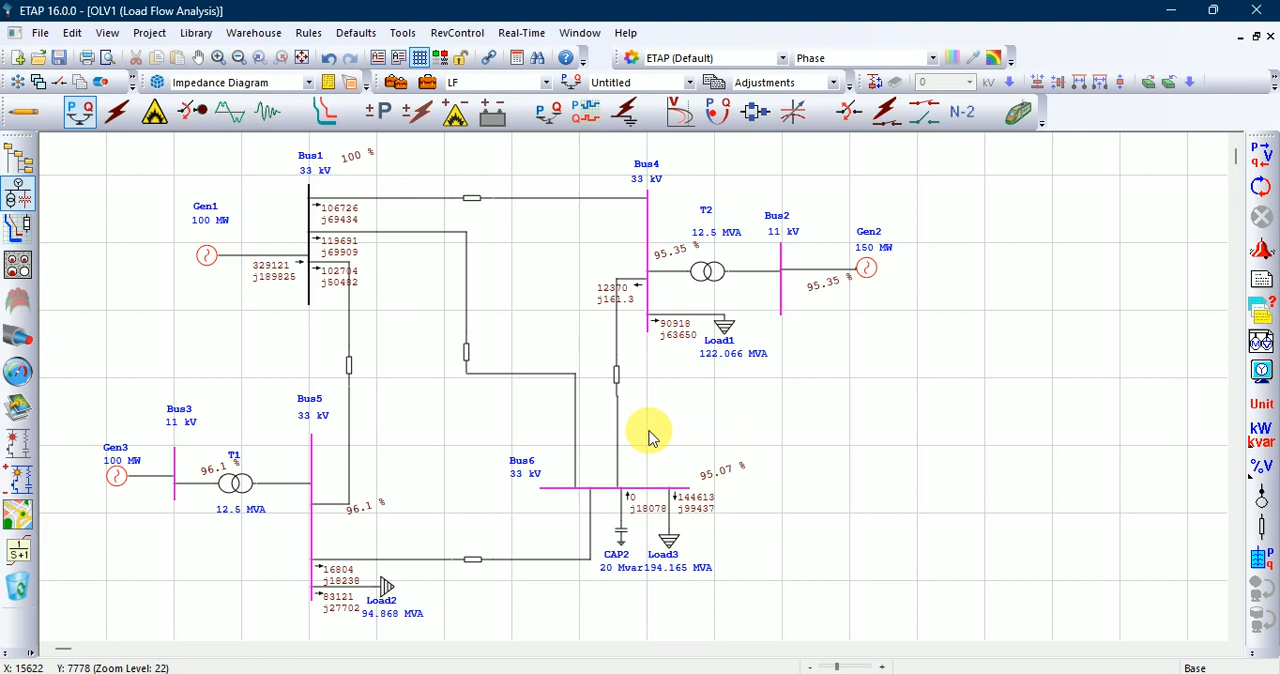 ETAP 16.0.0 - [OLV1 (Load Flow Analysis)]
File Edit View Project Library Warehouse Rules Defaults Tools RevControl Real-Time Window Help
ETAP (Default) Phase
Impedance Diagram LF Untitled Adjustments 0 kV
P Q ±P P Q V P Q N-2
Bus1
33 kV
100 %
Gen1
100 MW
106726
j69434
119691
j69909
329121
j189825
102704
j50482
Bus4
33 kV
T2
12.5 MVA
Bus2
11 kV
Gen2
150 MW
95.35 %
95.35 %
12370
j161.3
90918
j63650
Load1
122.066 MVA
Bus3
11 kV
Bus5
33 kV
Gen3
100 MW
96.1 %
T1
12.5 MVA
96.1 %
Bus6
33 kV
95.07 %
0
j18078
144613
j99437
CAP2
20 Mvar
Load3
194.165 MVA
16804
j18238
83121
j27702
Load2
94.868 MVA
1
S+1
P V
q
Unit
kW
kvar
%V
P
q
X: 15622 Y: 7778 (Zoom Level: 22)
- +
Base